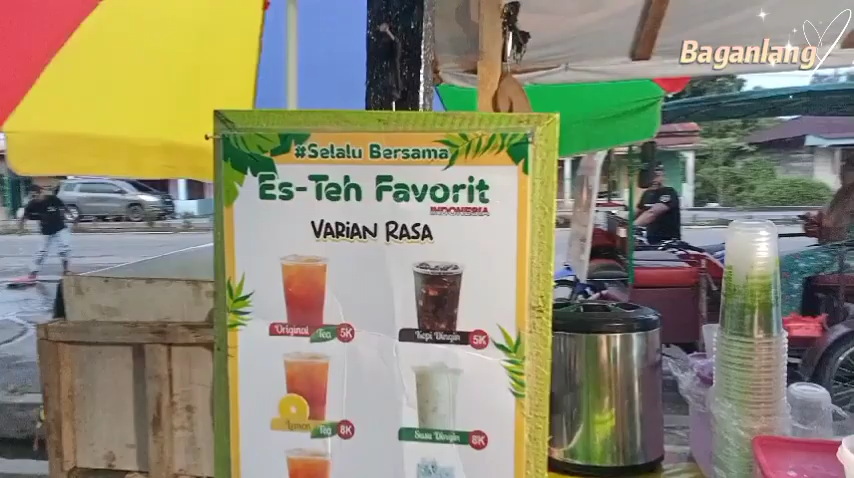 Baganlang
#Selalu Bersama
Es-Teh Favorit
INDONESIA
VARIAN RASA
Original Tea 5K
Kopi Dingin 5K
Lemon Tea 8K
Susu Dingin 8K